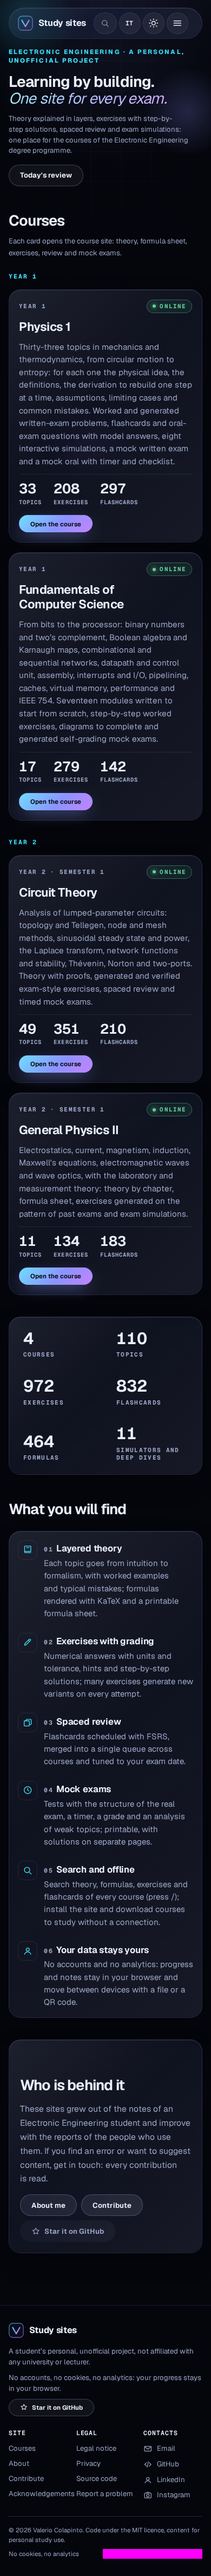 Study sites
IT
ELECTRONIC ENGINEERING · A PERSONAL,
UNOFFICIAL PROJECT
Learning by building.
One site for every exam.
Theory explained in layers, exercises with step-by-
step solutions, spaced review and exam simulations:
one place for the courses of the Electronic Engineering
degree programme.
Today's review
Courses
Each card opens the course site: theory, formula sheet,
exercises, review and mock exams.
YEAR 1
YEAR 1
ONLINE
Physics 1
Thirty-three topics in mechanics and
thermodynamics, from circular motion to
entropy: for each one the physical idea, the
definitions, the derivation to rebuild one step
at a time, assumptions, limiting cases and
common mistakes. Worked and generated
written-exam problems, flashcards and oral-
exam questions with model answers, eight
interactive simulations, a mock written exam
and a mock oral with timer and checklist.
33 208 297
TOPICS EXERCISES FLASHCARDS
Open the course
YEAR 1
ONLINE
Fundamentals of
Computer Science
From bits to the processor: binary numbers
and two's complement, Boolean algebra and
Karnaugh maps, combinational and
sequential networks, datapath and control
unit, assembly, interrupts and I/O, pipelining,
caches, virtual memory, performance and
IEEE 754. Seventeen modules written to
start from scratch, step-by-step worked
exercises, diagrams to complete and
generated self-grading mock exams.
17 279 142
TOPICS EXERCISES FLASHCARDS
Open the course
YEAR 2
YEAR 2 · SEMESTER 1
ONLINE
Circuit Theory
Analysis of lumped-parameter circuits:
topology and Tellegen, node and mesh
methods, sinusoidal steady state and power,
the Laplace transform, network functions
and stability, Thévenin, Norton and two-ports.
Theory with proofs, generated and verified
exam-style exercises, spaced review and
timed mock exams.
49 351 210
TOPICS EXERCISES FLASHCARDS
Open the course
YEAR 2 · SEMESTER 1
ONLINE
General Physics II
Electrostatics, current, magnetism, induction,
Maxwell's equations, electromagnetic waves
and wave optics, with the laboratory and
measurement theory: theory by chapter,
formula sheet, exercises generated on the
pattern of past exams and exam simulations.
11 134 183
TOPICS EXERCISES FLASHCARDS
Open the course
4 110
COURSES TOPICS
972 832
EXERCISES FLASHCARDS
464 11
FORMULAS SIMULATORS AND
DEEP DIVES
What you will find
01 Layered theory
Each topic goes from intuition to
formalism, with worked examples
and typical mistakes; formulas
rendered with KaTeX and a printable
formula sheet.
02 Exercises with grading
Numerical answers with units and
tolerance, hints and step-by-step
solutions; many exercises generate new
variants on every attempt.
03 Spaced review
Flashcards scheduled with FSRS,
merged into a single queue across
courses and tuned to your exam date.
04 Mock exams
Tests with the structure of the real
exam, a timer, a grade and an analysis
of weak topics; printable, with
solutions on separate pages.
05 Search and offline
Search theory, formulas, exercises and
flashcards of every course (press /);
install the site and download courses
to study without a connection.
06 Your data stays yours
No accounts and no analytics: progress
and notes stay in your browser and
move between devices with a file or a
QR code.
Who is behind it
These sites grew out of the notes of an
Electronic Engineering student and improve
with the reports of the people who use
them. If you find an error or want to suggest
content, get in touch: every contribution
is read.
About me
Contribute
Star it on GitHub
Study sites
A student's personal, unofficial project, not affiliated with
any university or lecturer.
No accounts, no cookies, no analytics: your progress stays
in your browser.
Star it on GitHub
SITE LEGAL CONTACTS
Courses Legal notice Email
About Privacy GitHub
Contribute Source code LinkedIn
Acknowledgements Report a problem Instagram
© 2026 Valerio Colapinto. Code under the MIT licence, content for
personal study use.
No cookies, no analytics